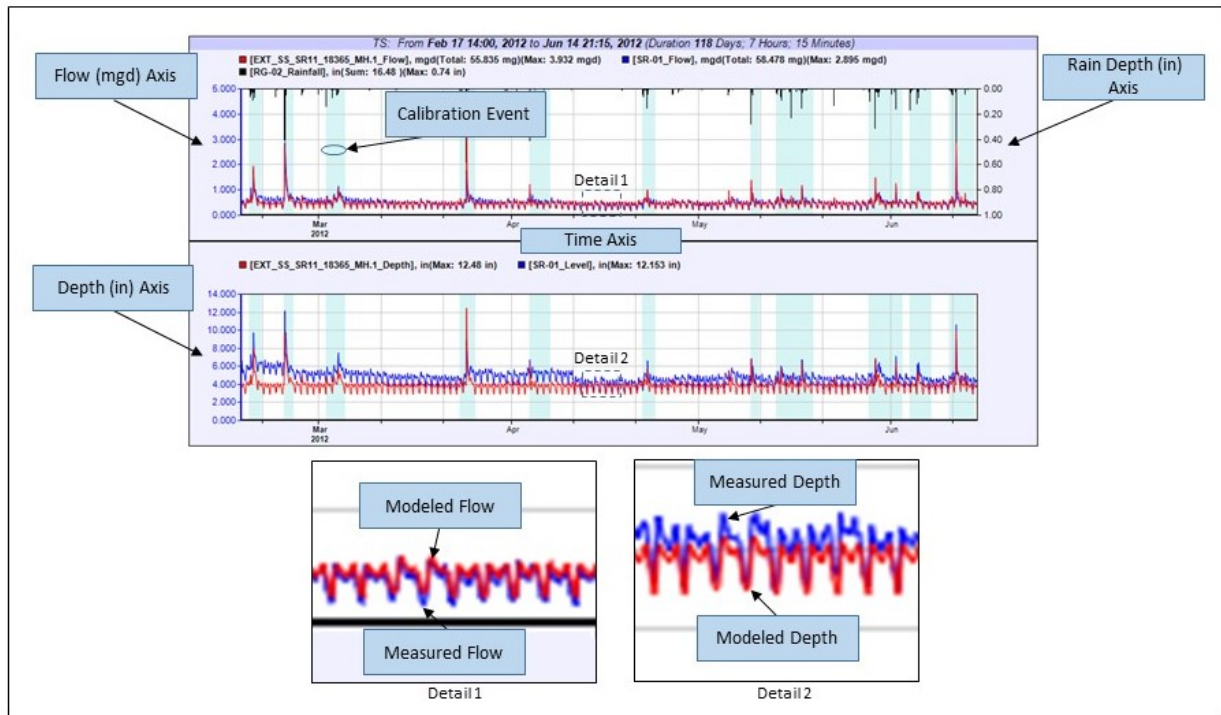 TS: From Feb 17 14:00, 2012 to Jun 14 21:15, 2012 (Duration 118 Days; 7 Hours; 15 Minutes)
[EXT_SS_SR11_18365_MH.1_Flow], mgd(Total: 55.835 mg)(Max: 3.932 mgd) [SR-01_Flow], mgd(Total: 58.478 mg)(Max: 2.895 mgd)
[RG-02_Rainfall], in(Sum: 16.48 )(Max: 0.74 in)
Flow (mgd) Axis
Rain Depth (in)
Axis
Calibration Event
Detail 1
6.000
5.000
4.000
3.000
2.000
1.000
0.000
0.00
0.20
0.40
0.60
0.80
1.00
Mar Apr May Jun
2012
Time Axis
[EXT_SS_SR11_18365_MH.1_Depth], in(Max: 12.48 in) [SR-01_Level], in(Max: 12.153 in)
Depth (in) Axis
14.000
12.000
10.000
8.000
6.000
4.000
2.000
0.000
Detail 2
Mar Apr May Jun
2012
Modeled Flow
Measured Flow
Detail 1
Measured Depth
Modeled Depth
Detail 2